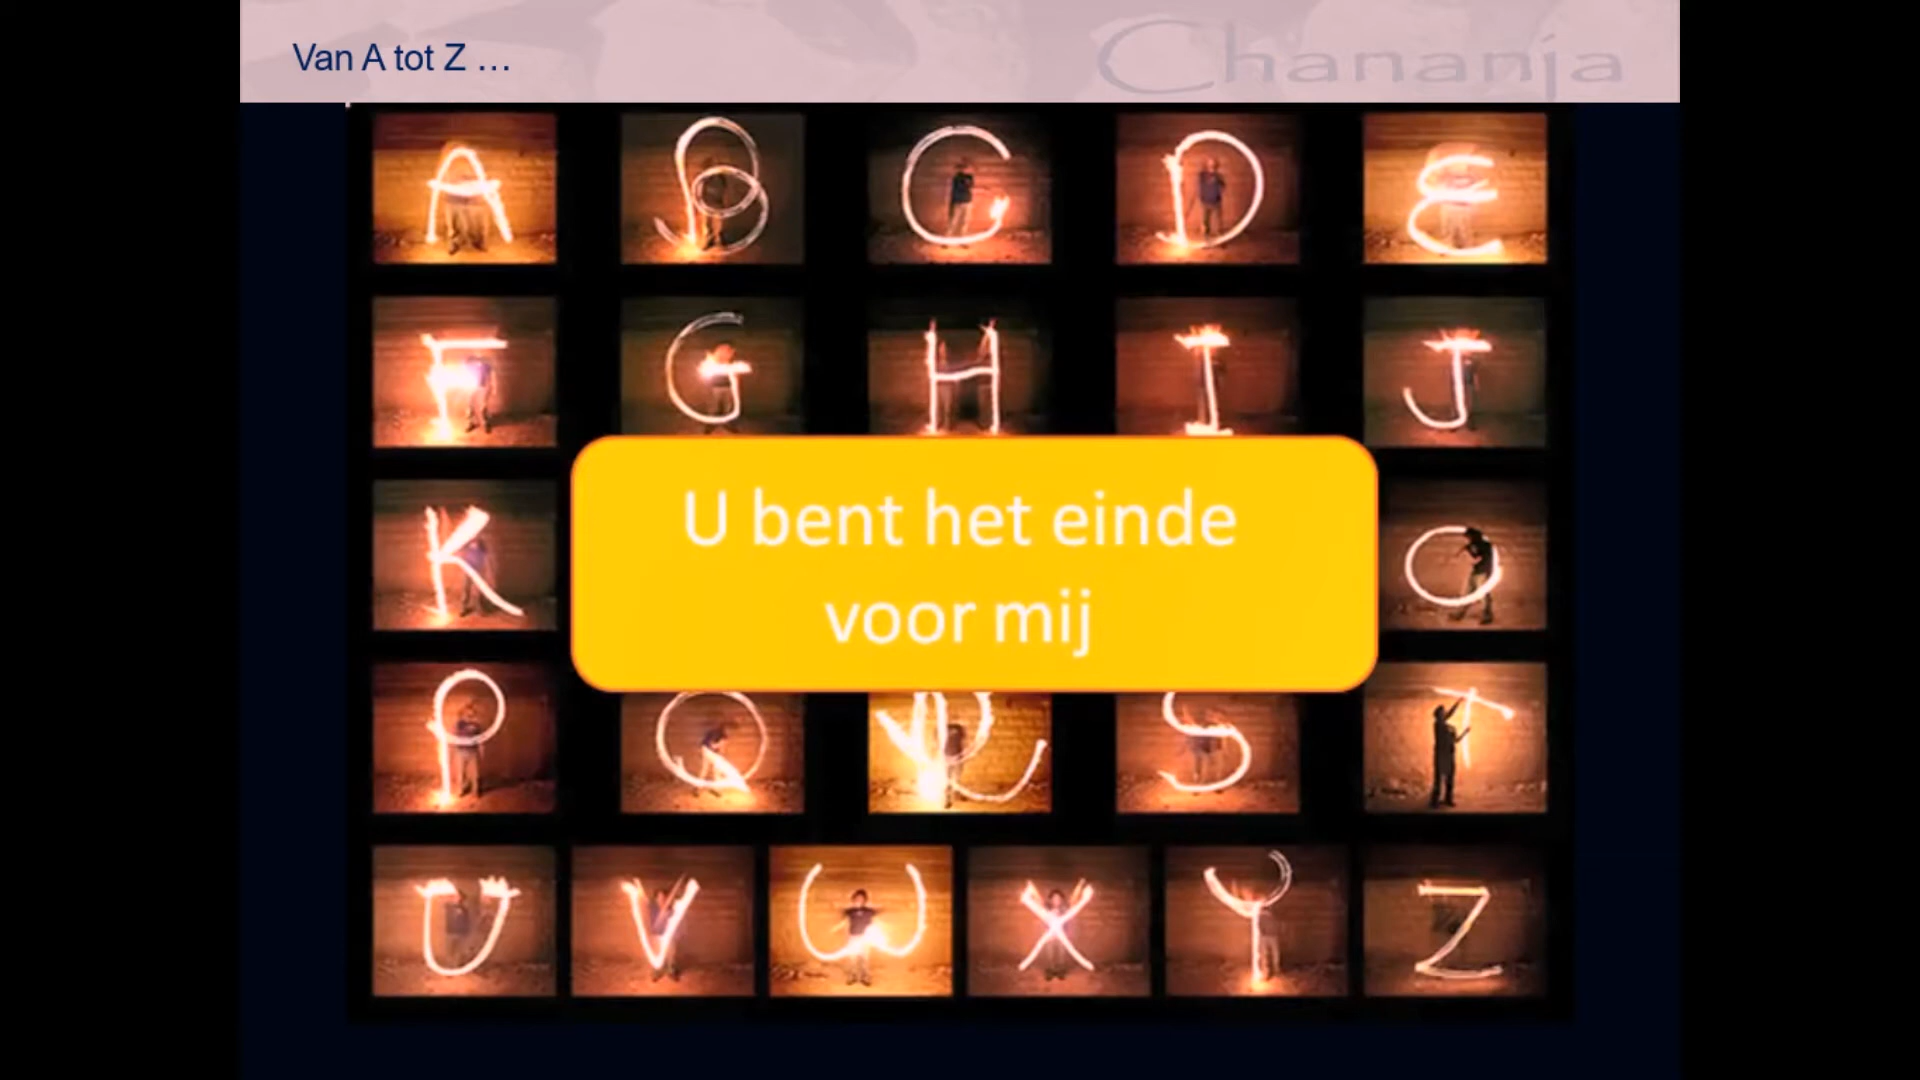 Van A tot Z ...
Chananja
A B C D E
F G H I J
K O
U bent het einde
voor mij
P Q R S T
U V W X Y Z